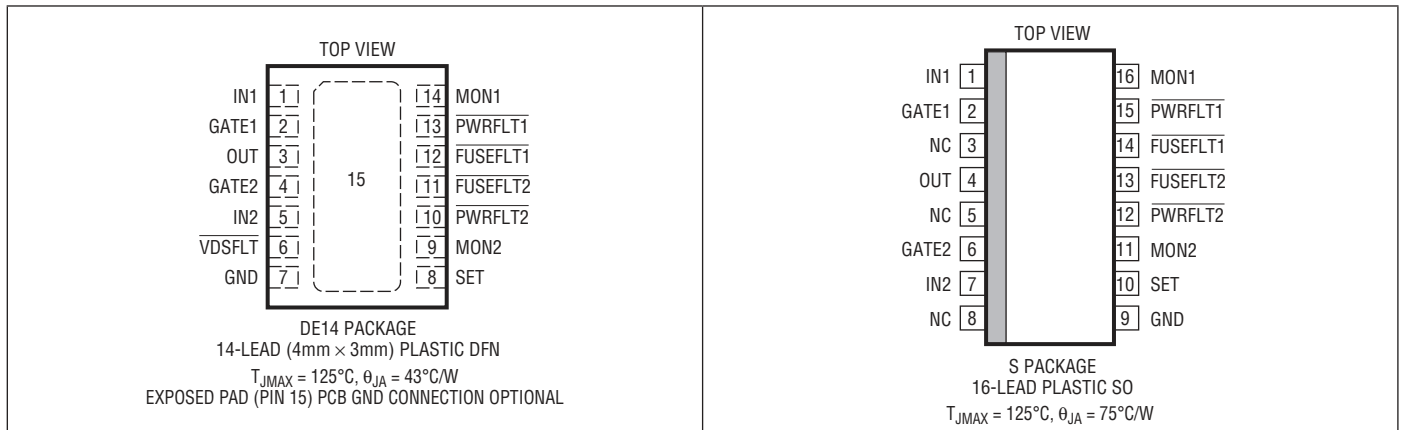 TOP VIEW
IN1 1 14 MON1
GATE1 2 13 PWRFLT1
OUT 3 12 FUSEFLT1
GATE2 4 15 11 FUSEFLT2
IN2 5 10 PWRFLT2
VDSFLT 6 9 MON2
GND 7 8 SET
DE14 PACKAGE
14-LEAD (4mm × 3mm) PLASTIC DFN
TJMAX = 125°C, θJA = 43°C/W
EXPOSED PAD (PIN 15) PCB GND CONNECTION OPTIONAL
TOP VIEW
IN1 1 16 MON1
GATE1 2 15 PWRFLT1
NC 3 14 FUSEFLT1
OUT 4 13 FUSEFLT2
NC 5 12 PWRFLT2
GATE2 6 11 MON2
IN2 7 10 SET
NC 8 9 GND
S PACKAGE
16-LEAD PLASTIC SO
TJMAX = 125°C, θJA = 75°C/W